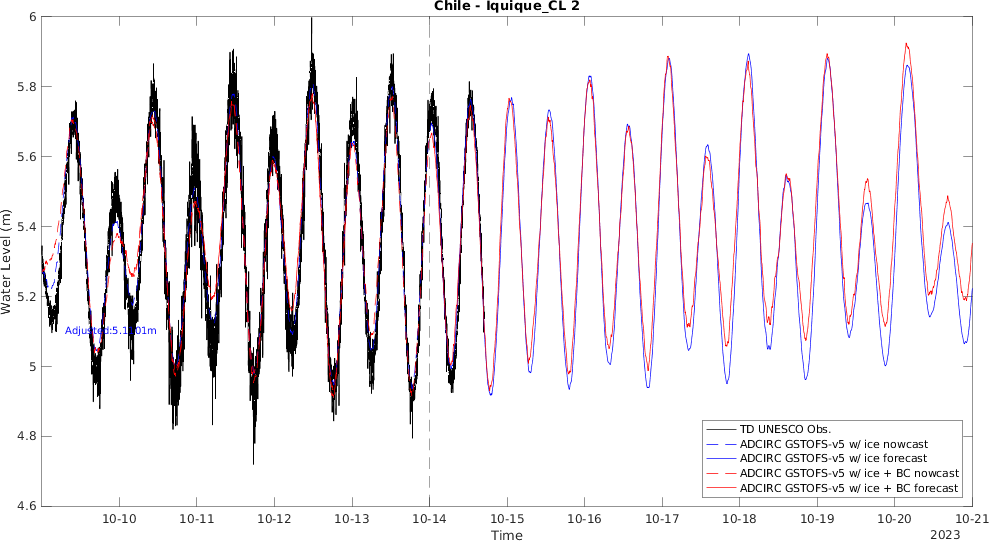 Chile - Iquique_CL 2
Water Level (m)
6
5.8
5.6
5.4
5.2
5
4.8
4.6
TD UNESCO Obs.
ADCIRC GSTOFS-v5 w/ ice nowcast
ADCIRC GSTOFS-v5 w/ ice forecast
ADCIRC GSTOFS-v5 w/ ice + BC nowcast
ADCIRC GSTOFS-v5 w/ ice + BC forecast
10-10 10-11 10-12 10-13 10-14 10-15 10-16 10-17 10-18 10-19 10-20 10-21
Time
2023